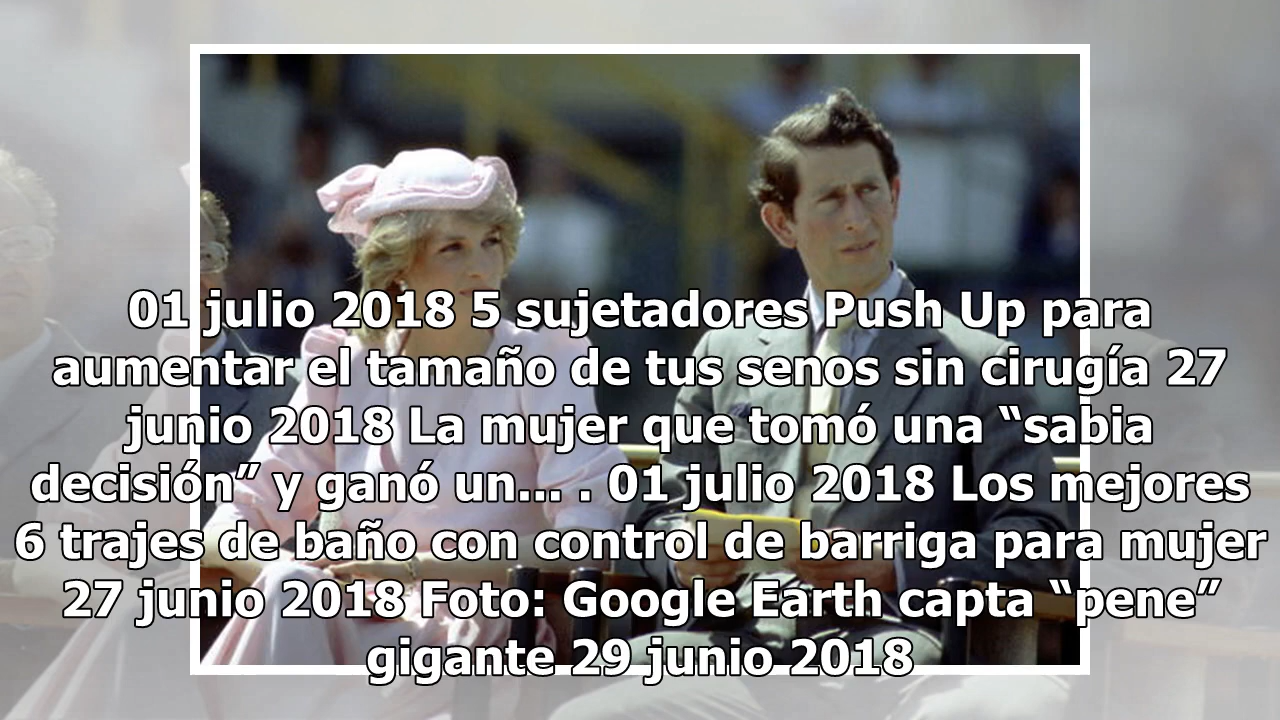 01 julio 2018 5 sujetadores Push Up para
aumentar el tamaño de tus senos sin cirugía 27
junio 2018 La mujer que tomó una “sabia
decisión” y ganó un... . 01 julio 2018 Los mejores
6 trajes de baño con control de barriga para mujer
27 junio 2018 Foto: Google Earth capta “pene”
gigante 29 junio 2018